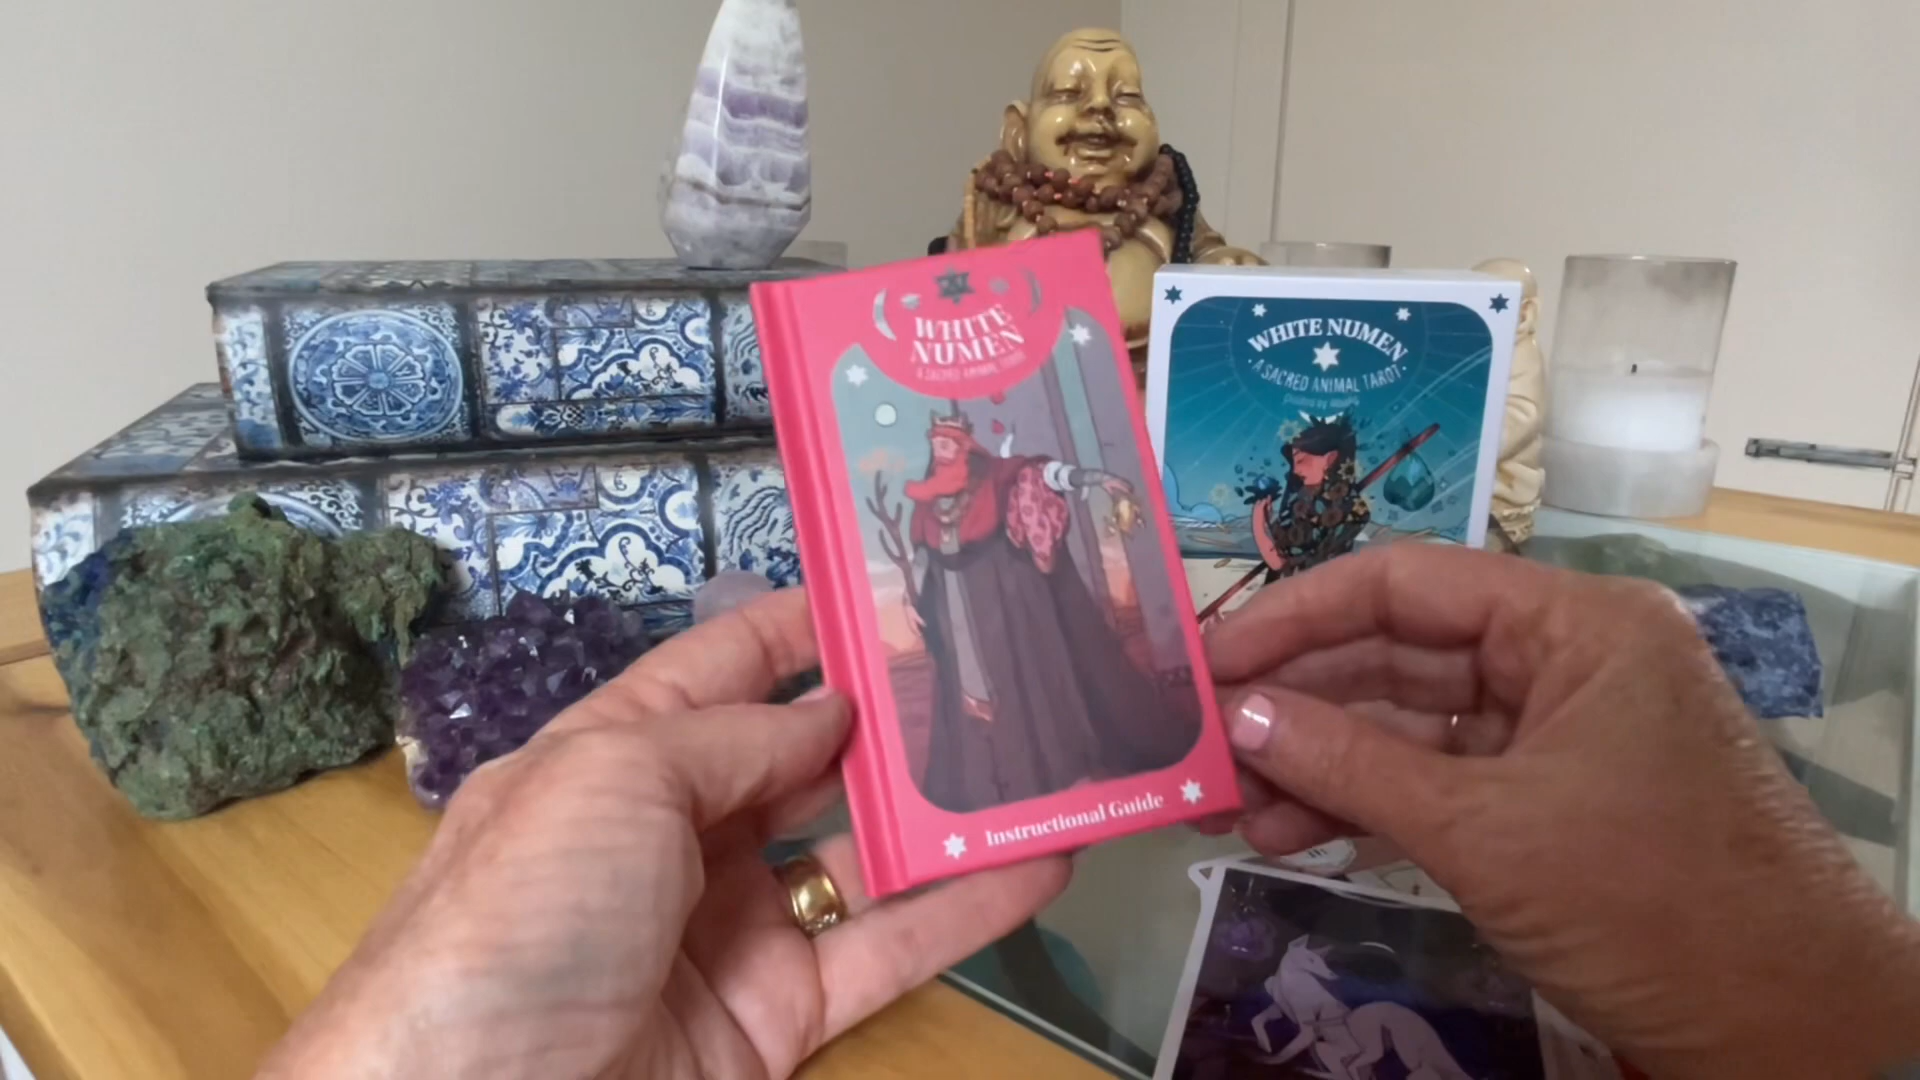 WHITE
NUMEN
A SACRED ANIMAL TAROT
Instructional Guide
WHITE NUMEN
· A SACRED ANIMAL TAROT ·